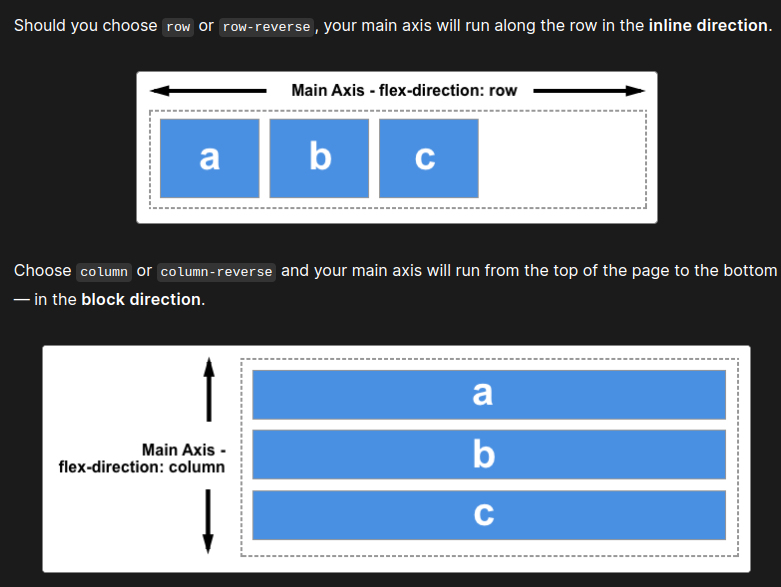 Should you choose row or row-reverse, your main axis will run along the row in the inline direction.
Main Axis - flex-direction: row
a b c
Choose column or column-reverse and your main axis will run from the top of the page to the bottom
— in the block direction.
a
b
Main Axis -
flex-direction: column
c